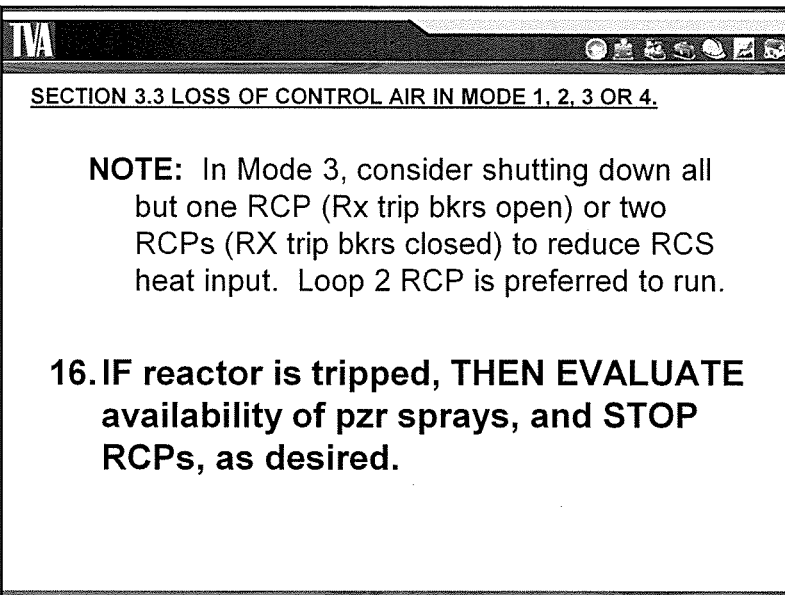 TVA
SECTION 3.3 LOSS OF CONTROL AIR IN MODE 1, 2, 3 OR 4.
NOTE: In Mode 3, consider shutting down all
but one RCP (Rx trip bkrs open) or two
RCPs (RX trip bkrs closed) to reduce RCS
heat input. Loop 2 RCP is preferred to run.
16. IF reactor is tripped, THEN EVALUATE
availability of pzr sprays, and STOP
RCPs, as desired.